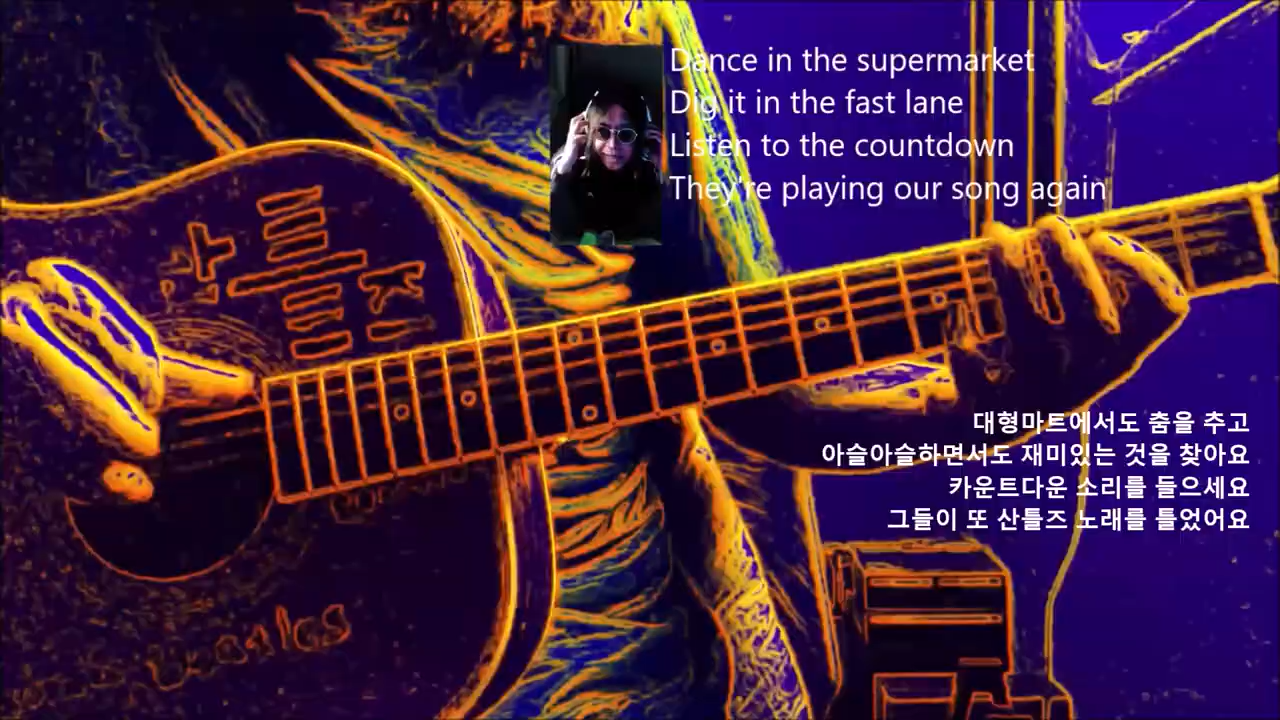 Dance in the supermarket
Dig it in the fast lane
Listen to the countdown
They're playing our song again
산틀즈
대형마트에서도 춤을 추고
아슬아슬하면서도 재미있는 것을 찾아요
카운트다운 소리를 들으세요
그들이 또 산틀즈 노래를 틀었어요